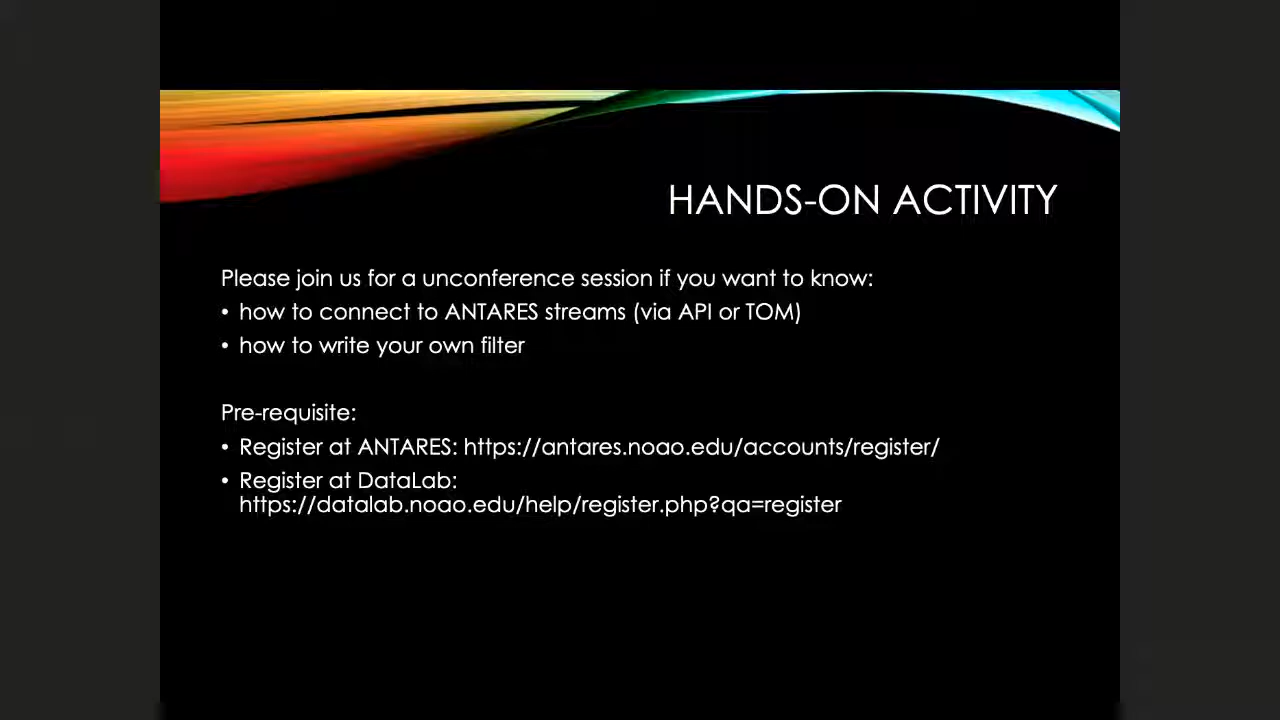 HANDS-ON ACTIVITY
Please join us for a unconference session if you want to know:
• how to connect to ANTARES streams (via API or TOM)
• how to write your own filter
Pre-requisite:
• Register at ANTARES: https://antares.noao.edu/accounts/register/
• Register at DataLab:
https://datalab.noao.edu/help/register.php?qa=register